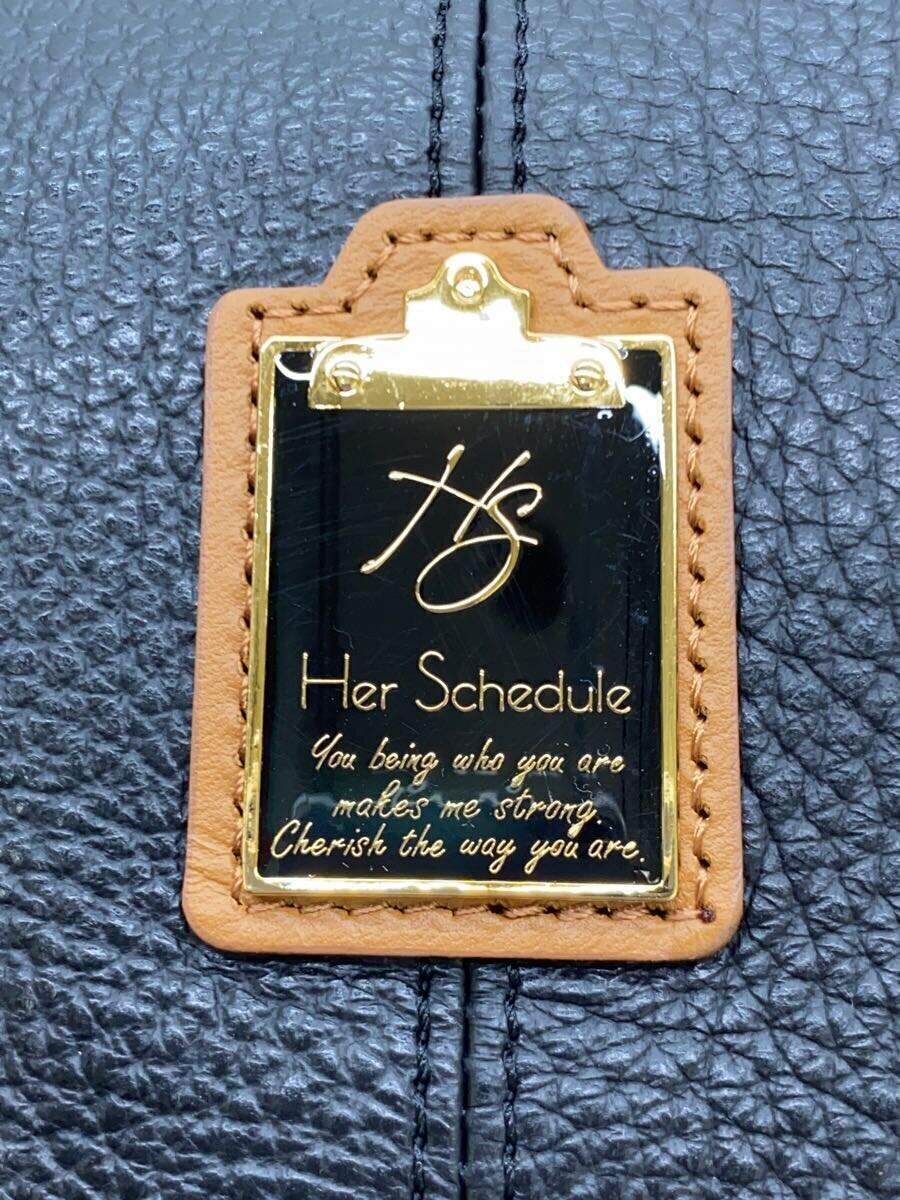 Hs
Her Schedule
You being who you are
makes me strong.
Cherish the way you are.